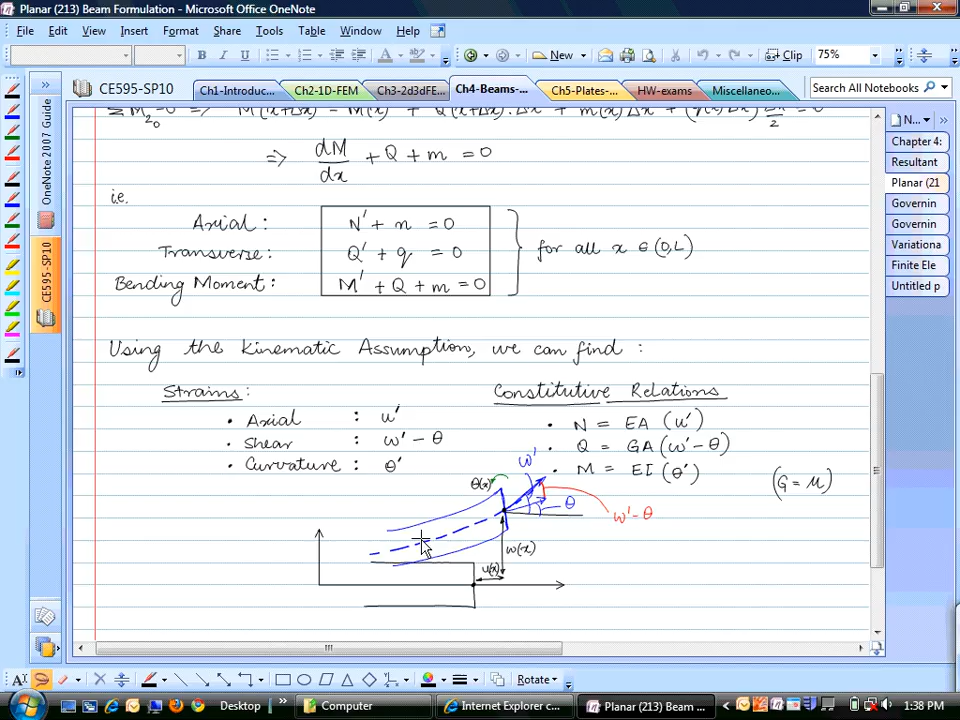 Planar (213) Beam Formulation - Microsoft OneNote
File Edit View Insert Format Share Tools Table Window Help
B I U New Clip 75%
CE595-SP10 Ch1-Introduc... Ch2-1D-FEM Ch3-2d3dFE... Ch4-Beams-... Ch5-Plates-... HW-exams Miscellaneo... Search All Notebooks
OneNote 2007 Guide
CE595-SP10
N...
Chapter 4:
Resultant
Planar (21
Governin
Governin
Variationa
Finite Ele
Untitled p
⇒ dM/dx + Q + m = 0
i.e.
Axial: N' + n = 0
Transverse: Q' + q = 0 for all x ∈ (0,L)
Bending Moment: M' + Q + m = 0
Using the Kinematic Assumption, we can find :
Strains: Constitutive Relations
• Axial : u' • N = EA (u')
• Shear : w' - θ • Q = GA (w' - θ)
• Curvature : θ' • M = EI (θ') (G = μ)
w'
θ(x)
θ
w' - θ
w(x)
u(x)
A Rotate
Desktop Computer Internet Explorer c... Planar (213) Beam ... 1:38 PM